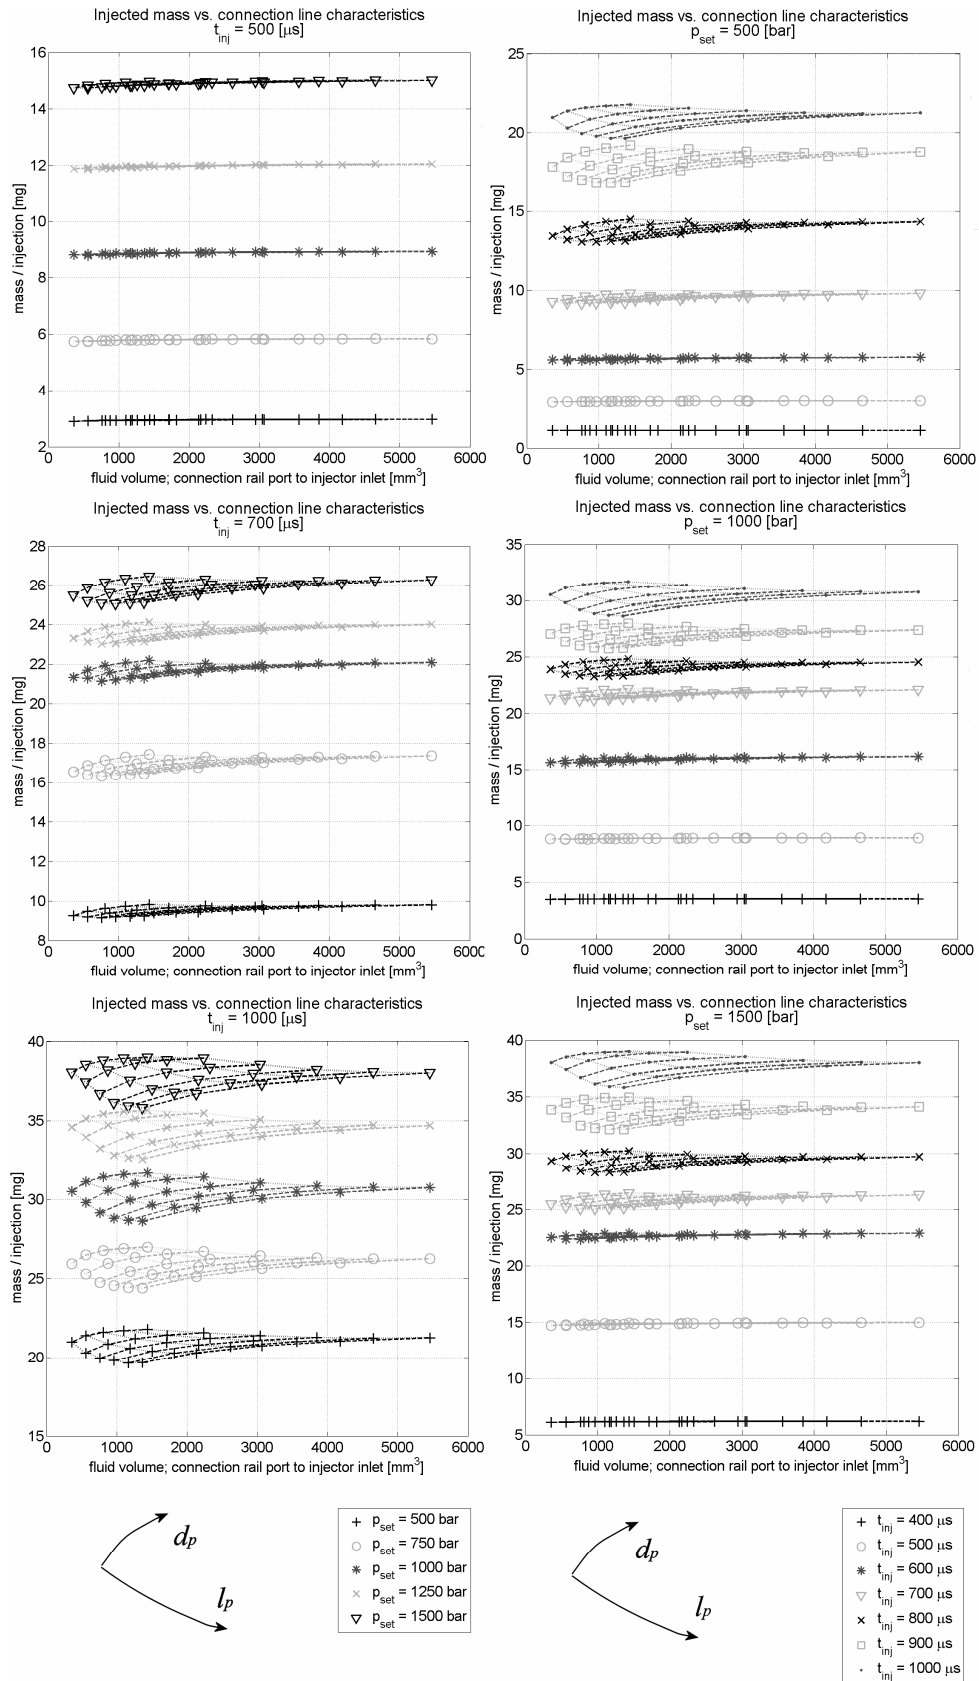 Injected mass vs. connection line characteristics
t_inj = 500 [μs]
mass / injection [mg]
16
14
12
10
8
6
4
2
0 1000 2000 3000 4000 5000 6000
fluid volume; connection rail port to injector inlet [mm³]
Injected mass vs. connection line characteristics
p_set = 500 [bar]
mass / injection [mg]
25
20
15
10
5
0
0 1000 2000 3000 4000 5000 6000
fluid volume; connection rail port to injector inlet [mm³]
Injected mass vs. connection line characteristics
t_inj = 700 [μs]
mass / injection [mg]
28
26
24
22
20
18
16
14
12
10
8
0 1000 2000 3000 4000 5000 6000
fluid volume; connection rail port to injector inlet [mm³]
Injected mass vs. connection line characteristics
p_set = 1000 [bar]
mass / injection [mg]
35
30
25
20
15
10
5
0
0 1000 2000 3000 4000 5000 6000
fluid volume; connection rail port to injector inlet [mm³]
Injected mass vs. connection line characteristics
t_inj = 1000 [μs]
mass / injection [mg]
40
35
30
25
20
15
0 1000 2000 3000 4000 5000 6000
fluid volume; connection rail port to injector inlet [mm³]
Injected mass vs. connection line characteristics
p_set = 1500 [bar]
mass / injection [mg]
40
35
30
25
20
15
10
5
0 1000 2000 3000 4000 5000 6000
fluid volume; connection rail port to injector inlet [mm³]
d_p
l_p
p_set = 500 bar
p_set = 750 bar
p_set = 1000 bar
p_set = 1250 bar
p_set = 1500 bar
d_p
l_p
t_inj = 400 μs
t_inj = 500 μs
t_inj = 600 μs
t_inj = 700 μs
t_inj = 800 μs
t_inj = 900 μs
t_inj = 1000 μs